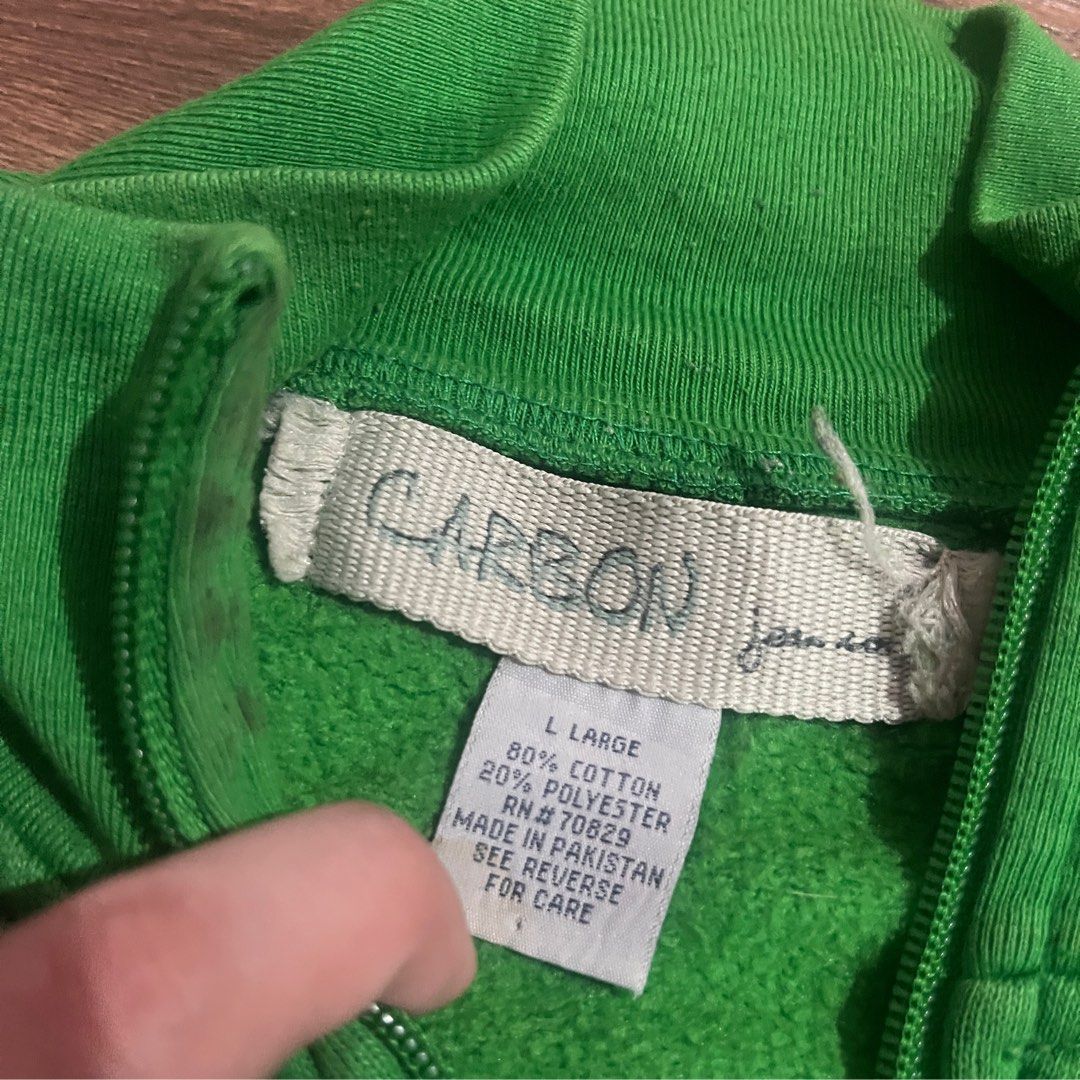 CARBON
L LARGE
80% COTTON
20% POLYESTER
RN# 70829
MADE IN PAKISTAN
SEE REVERSE
FOR CARE